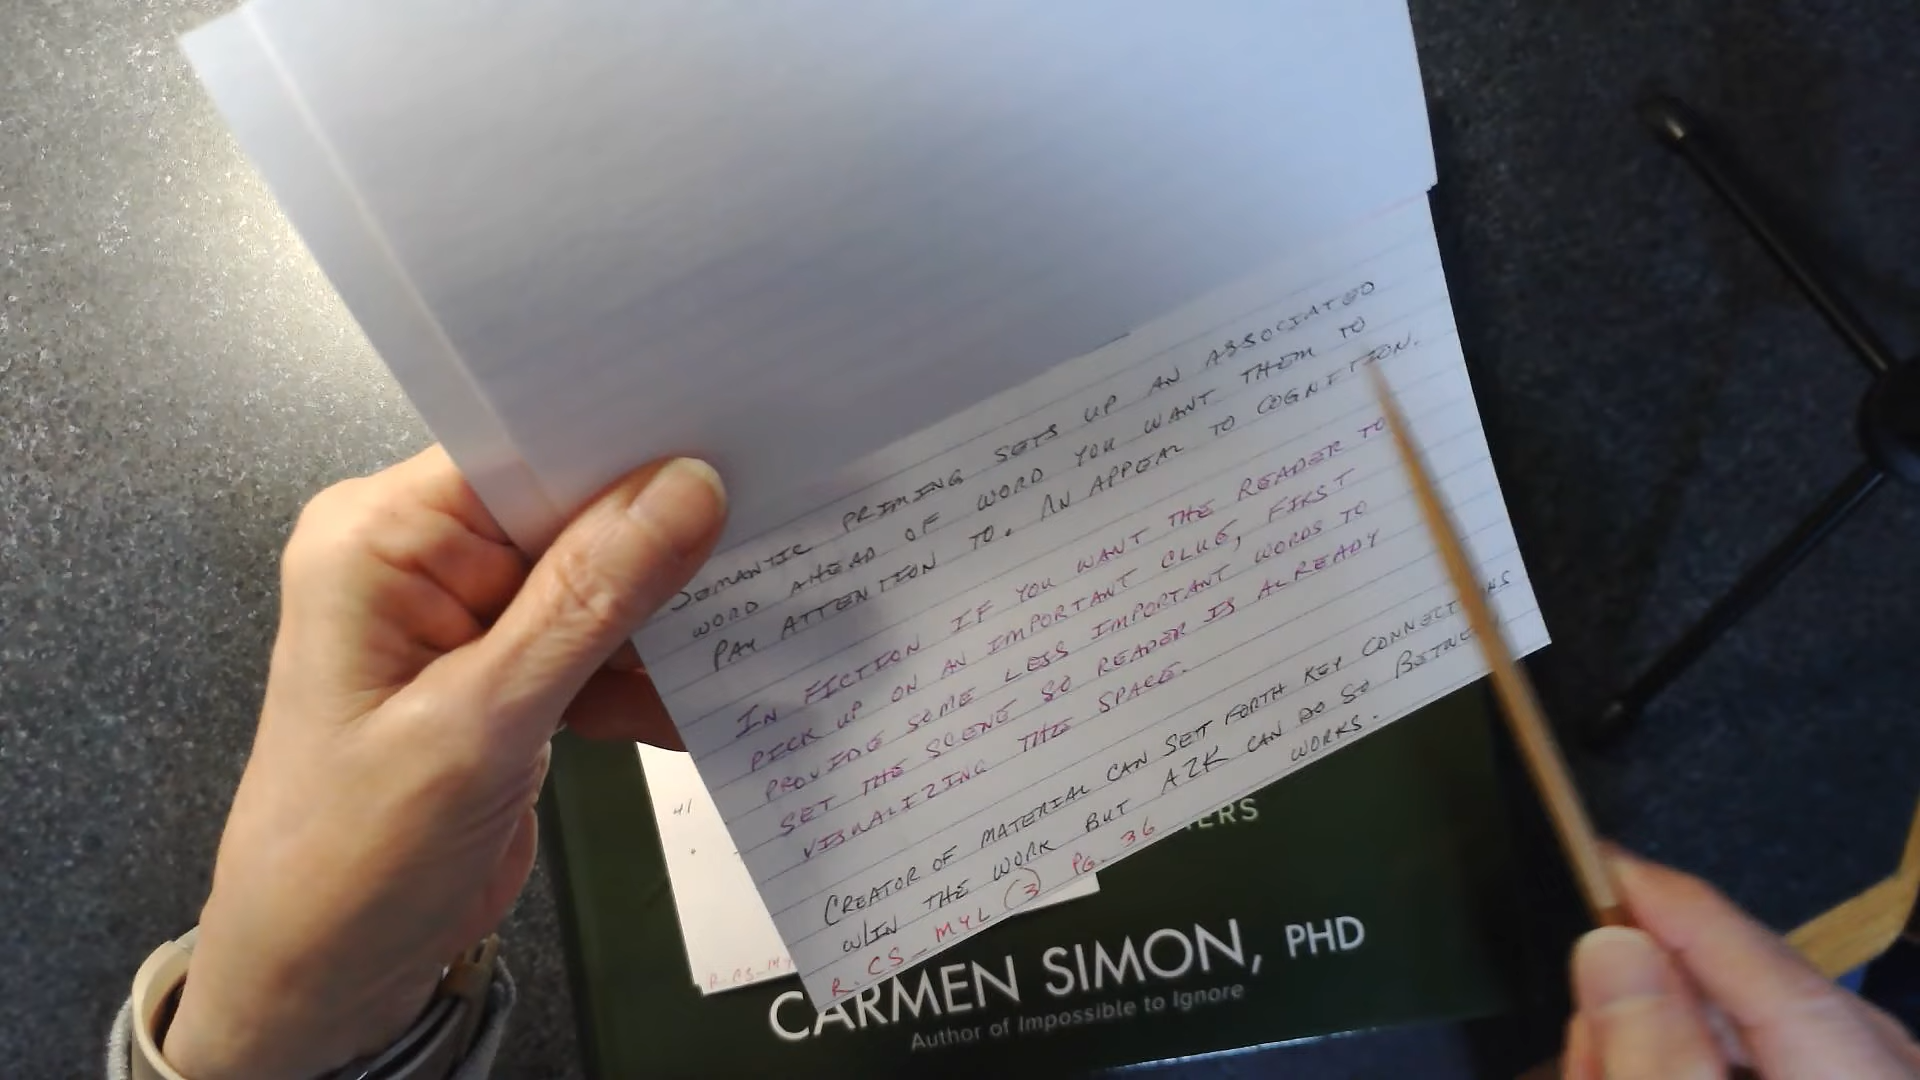 SEMANTIC PRIMING SETS UP AN ASSOCIATED
WORD AHEAD OF WORD YOU WANT THEM TO
PAY ATTENTION TO. AN APPEAL TO COGNITION.
IN FICTION IF YOU WANT THE READER TO
PICK UP ON AN IMPORTANT CLUE, FIRST
PROVIDE SOME LESS IMPORTANT WORDS TO
SET THE SCENE SO READER IS ALREADY
VISUALIZING THE SPACE.
CREATOR OF MATERIAL CAN SETT FORTH KEY CONNECTIONS
W/IN THE WORK BUT AZK CAN DO SO BETWEEN
WORKS.
R. CS_MYL (3) PG. 36
41
R. CS_MY
ERS
CARMEN SIMON, PHD
Author of Impossible to Ignore